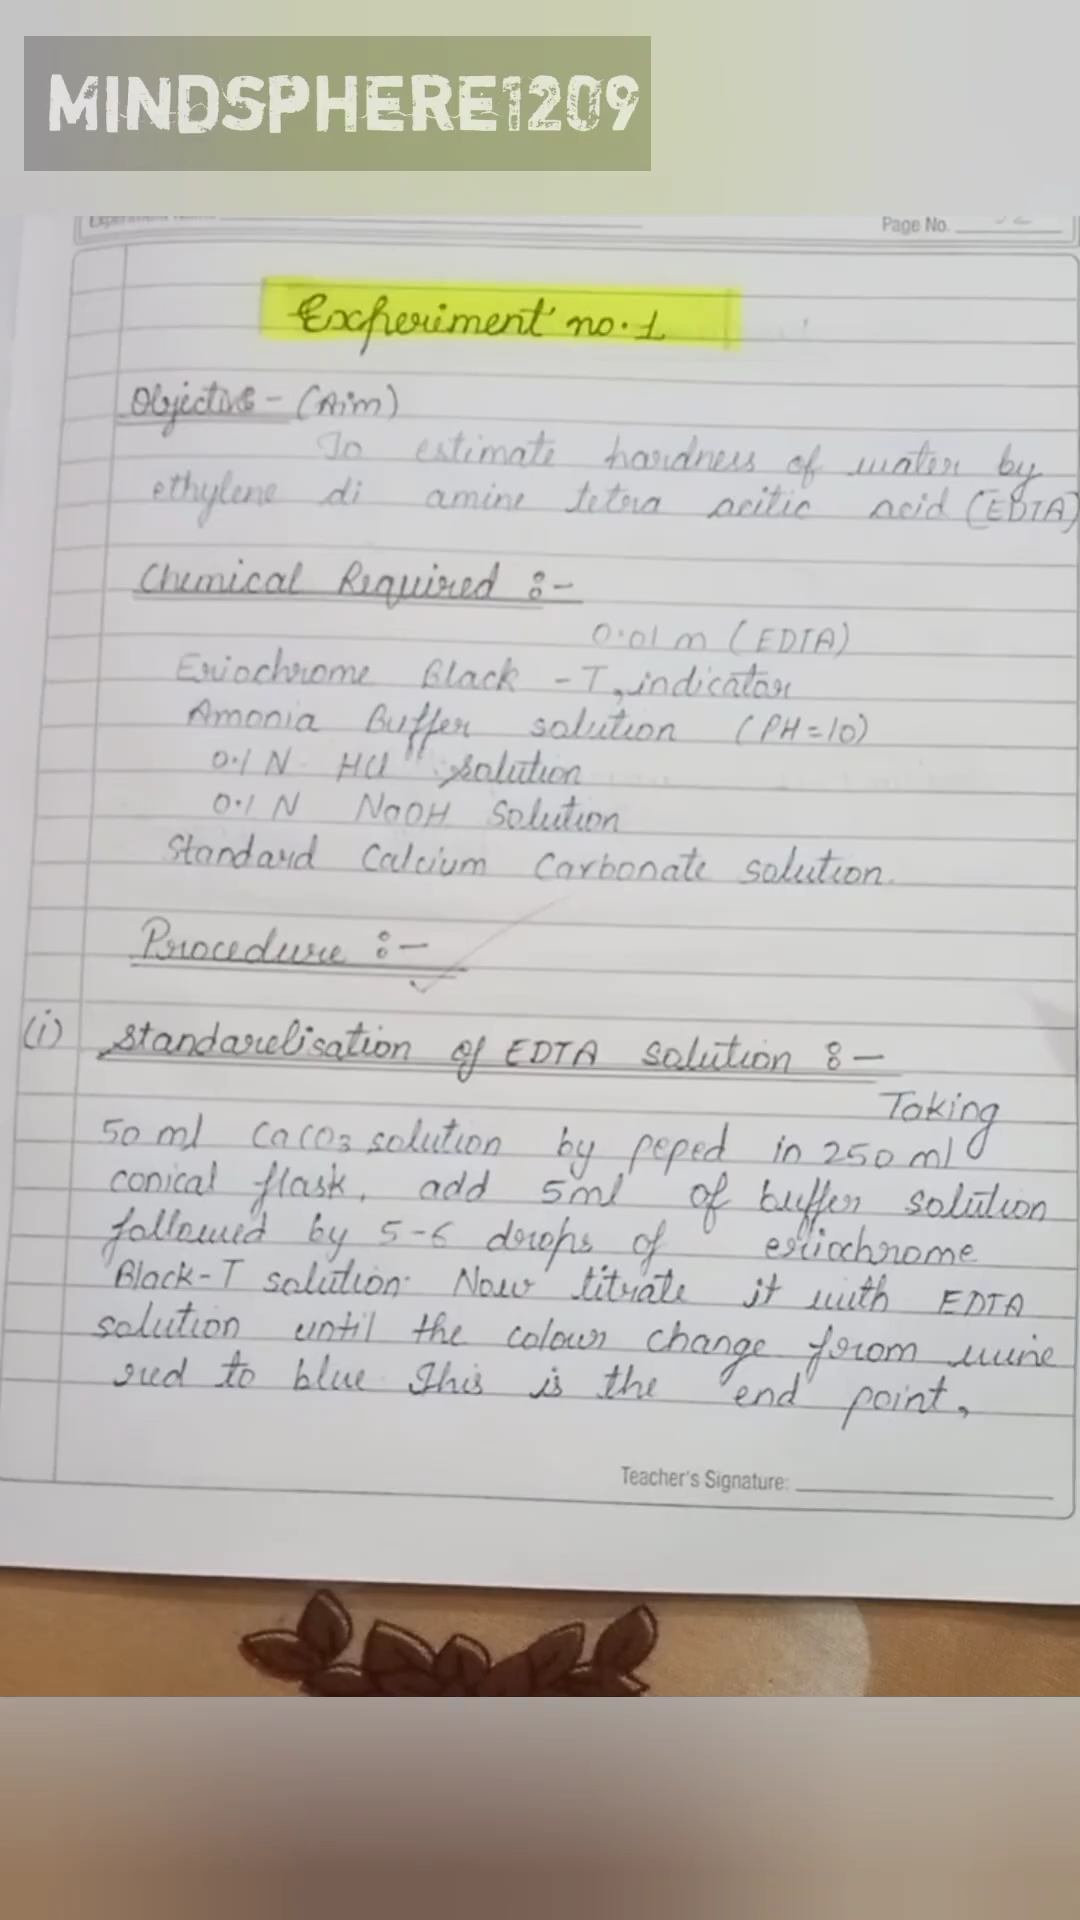 MINDSPHERE1209
Page No.
Experiment no.1
Objective - (Aim)
To estimate hardness of water by
ethylene di amine tetra acitic acid (EDTA)
Chemical Required :-
0.01 m (EDTA)
Eriochrome Black - T, indicator
Amonia Buffer solution (PH=10)
0.1 N HCl solution
0.1 N NaOH Solution
Standard Calcium Carbonate solution.
Procedure :-
(i) Standarelisation of EDTA solution :-
Taking
50 ml CaCO3 solution by peped in 250 ml
conical flask, add 5ml of buffer solution
followed by 5-6 drops of eriochrome
Black-T solution. Now titrate it with EDTA
solution until the colour change from wine
red to blue This is the end point,
Teacher's Signature: